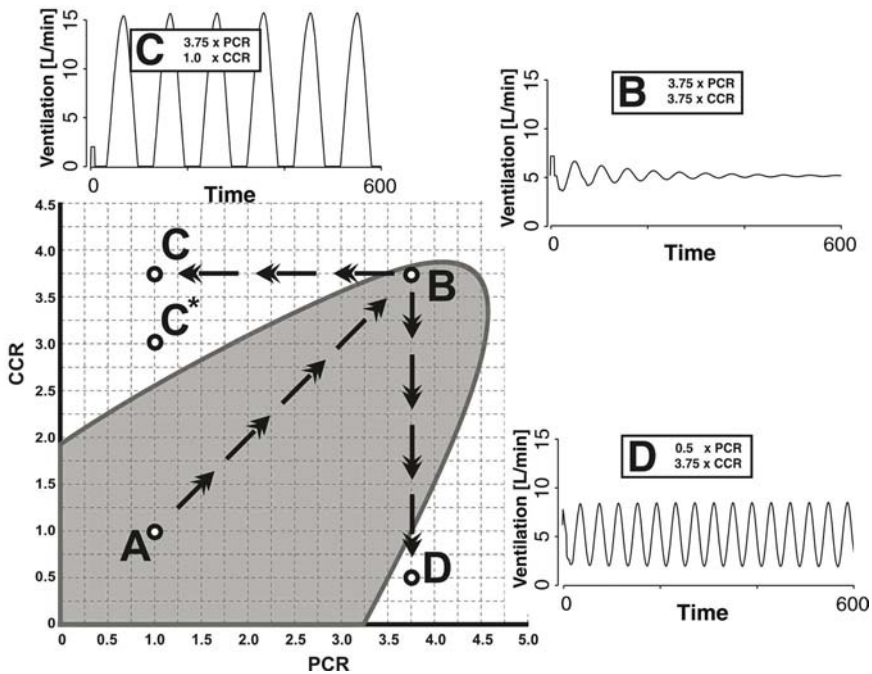 Ventilation [L/min]
15
10
5
0
C
3.75 x PCR
1.0 x CCR
0
600
Time
Ventilation [L/min]
15
10
5
0
B
3.75 x PCR
3.75 x CCR
0
600
Time
CCR
4.5
4.0
3.5
3.0
2.5
2.0
1.5
1.0
0.5
0
C
C*
B
A
D
0 0.5 1.0 1.5 2.0 2.5 3.0 3.5 4.0 4.5 5.0
PCR
Ventilation [L/min]
15
10
5
0
D
0.5 x PCR
3.75 x CCR
0
600
Time